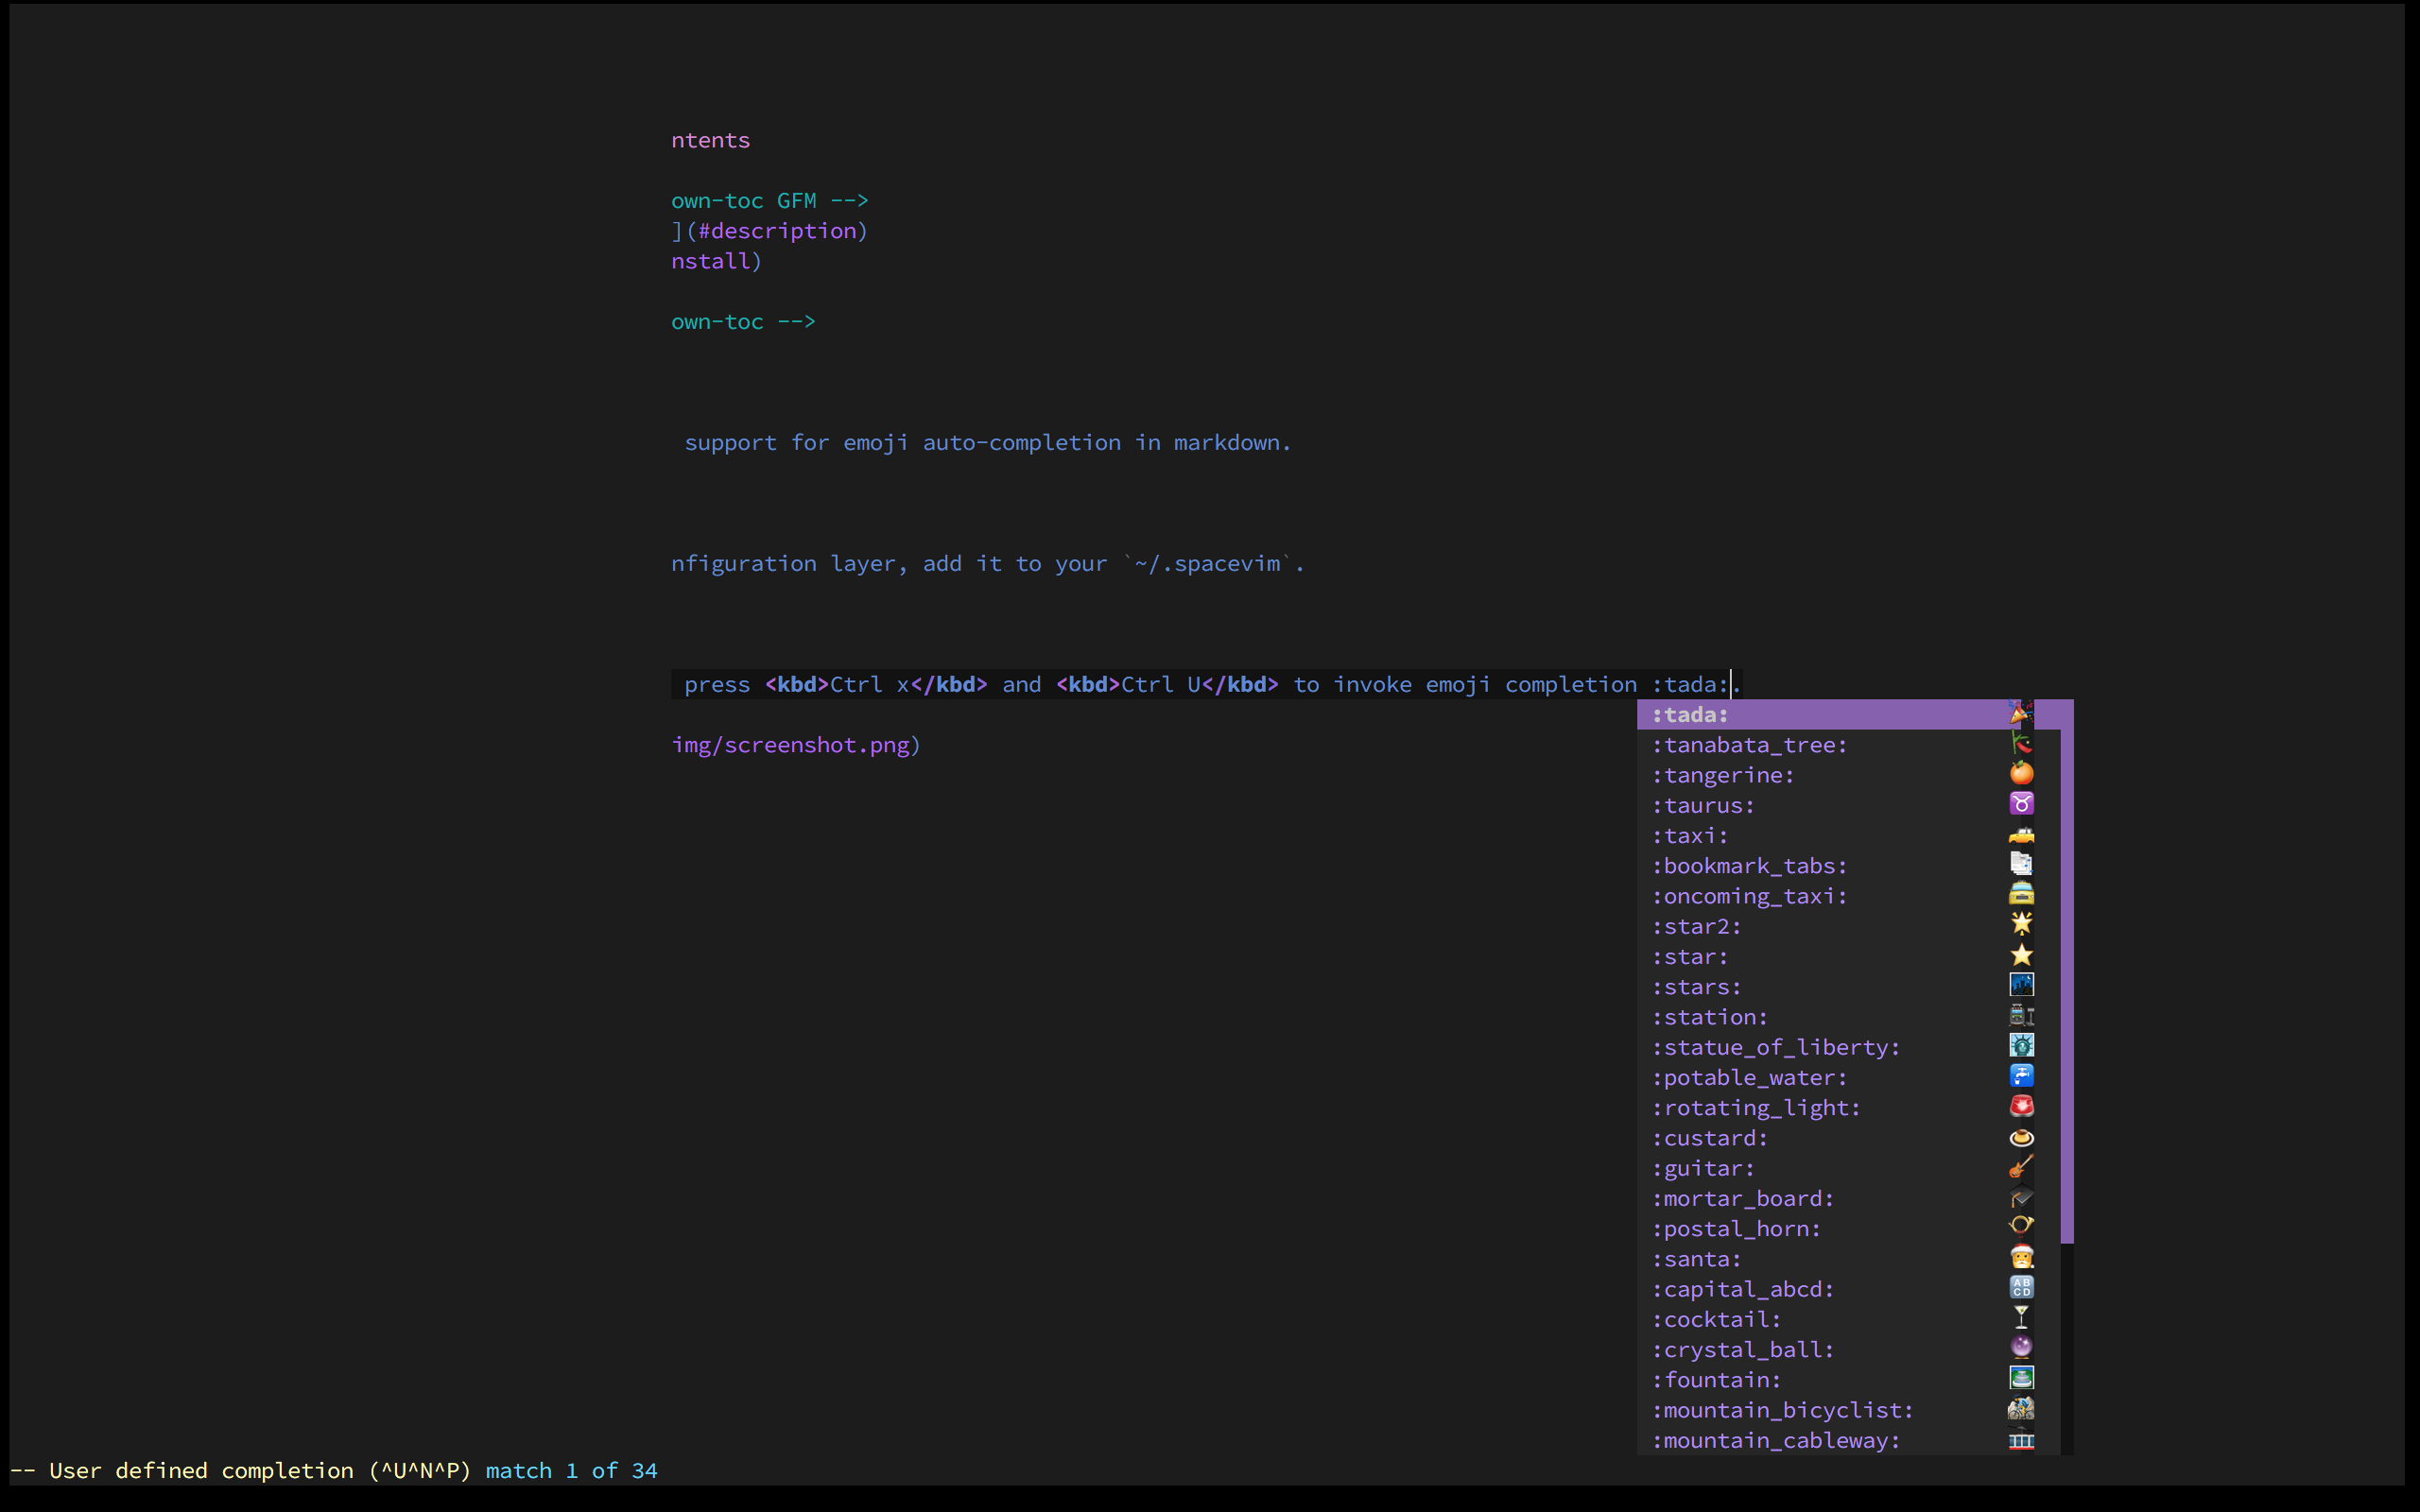 ntents
own-toc GFM -->
](#description)
nstall)
own-toc -->
support for emoji auto-completion in markdown.
nfiguration layer, add it to your `~/.spacevim`.
press <kbd>Ctrl x</kbd> and <kbd>Ctrl U</kbd> to invoke emoji completion :tada:.
img/screenshot.png)
:tada:
:tanabata_tree:
:tangerine:
:taurus:
:taxi:
:bookmark_tabs:
:oncoming_taxi:
:star2:
:star:
:stars:
:station:
:statue_of_liberty:
:potable_water:
:rotating_light:
:custard:
:guitar:
:mortar_board:
:postal_horn:
:santa:
:capital_abcd:
:cocktail:
:crystal_ball:
:fountain:
:mountain_bicyclist:
:mountain_cableway:
-- User defined completion (^U^N^P) match 1 of 34